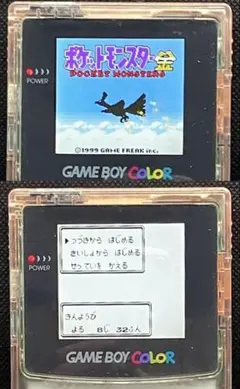 ポケットモンスター金
POCKET MONSTERS
POWER
©1999 GAME FREAK inc.
GAME BOY COLOR
▶つづきから はじめる
さいしょから はじめる
せっていを かえる
POWER
きんようび
よる 8じ 32ふん
GAME BOY COLOR